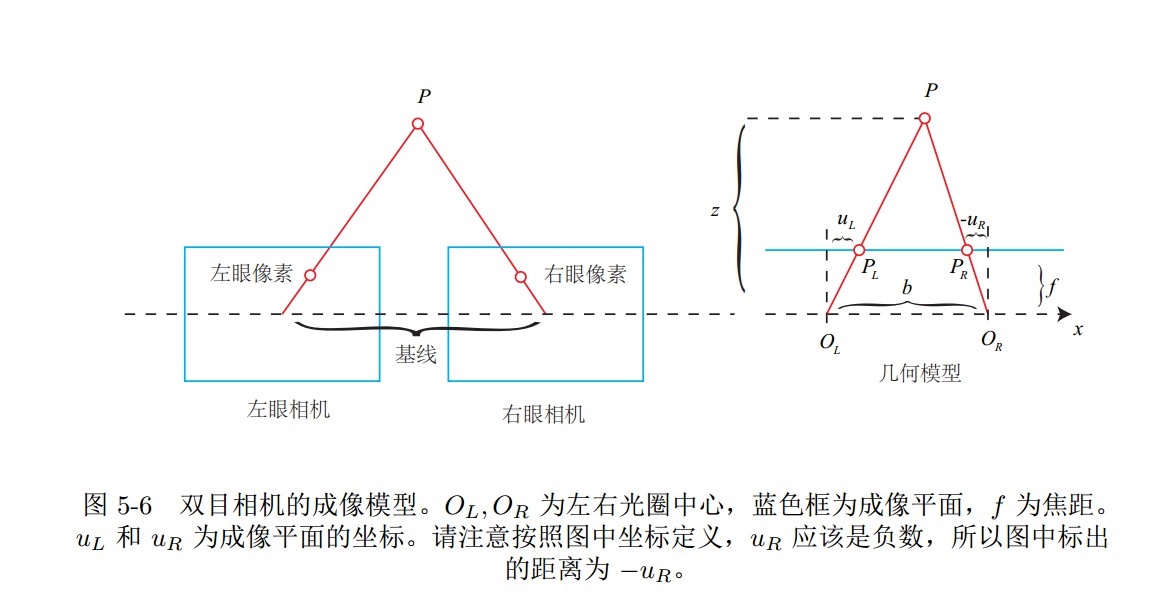 P
左眼像素
右眼像素
基线
左眼相机
右眼相机
P
z
u_L
-u_R
P_L
P_R
b
f
x
O_L
O_R
几何模型
图 5-6 双目相机的成像模型。O_L, O_R 为左右光圈中心，蓝色框为成像平面，f 为焦距。
u_L 和 u_R 为成像平面的坐标。请注意按照图中坐标定义，u_R 应该是负数，所以图中标出
的距离为 −u_R。